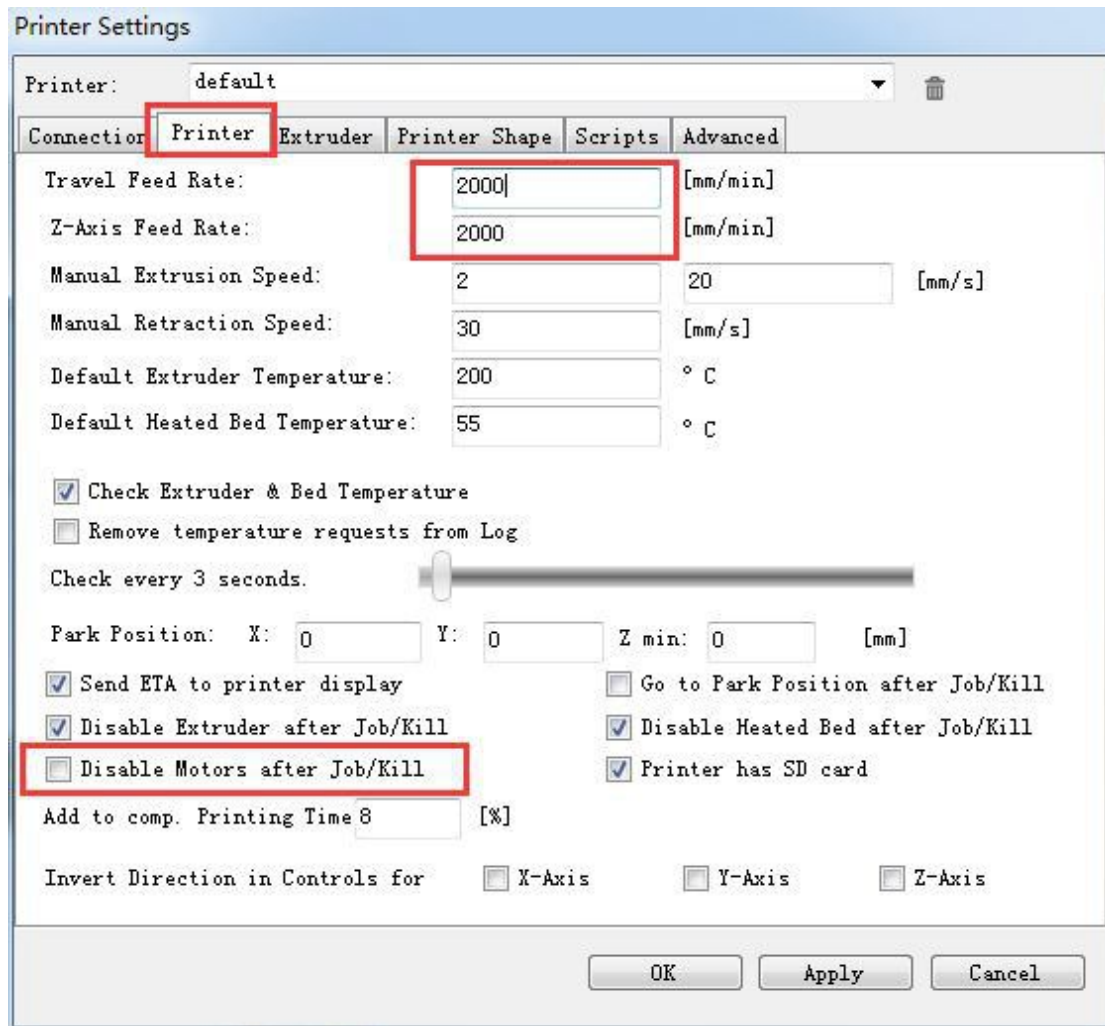 Printer Settings
Printer: default
Connection Printer Extruder Printer Shape Scripts Advanced
Travel Feed Rate: 2000 [mm/min]
Z-Axis Feed Rate: 2000 [mm/min]
Manual Extrusion Speed: 2 20 [mm/s]
Manual Retraction Speed: 30 [mm/s]
Default Extruder Temperature: 200 ° C
Default Heated Bed Temperature: 55 ° C
Check Extruder & Bed Temperature
Remove temperature requests from Log
Check every 3 seconds.
Park Position: X: 0 Y: 0 Z min: 0 [mm]
Send ETA to printer display Go to Park Position after Job/Kill
Disable Extruder after Job/Kill Disable Heated Bed after Job/Kill
Disable Motors after Job/Kill Printer has SD card
Add to comp. Printing Time 8 [%]
Invert Direction in Controls for X-Axis Y-Axis Z-Axis
OK Apply Cancel